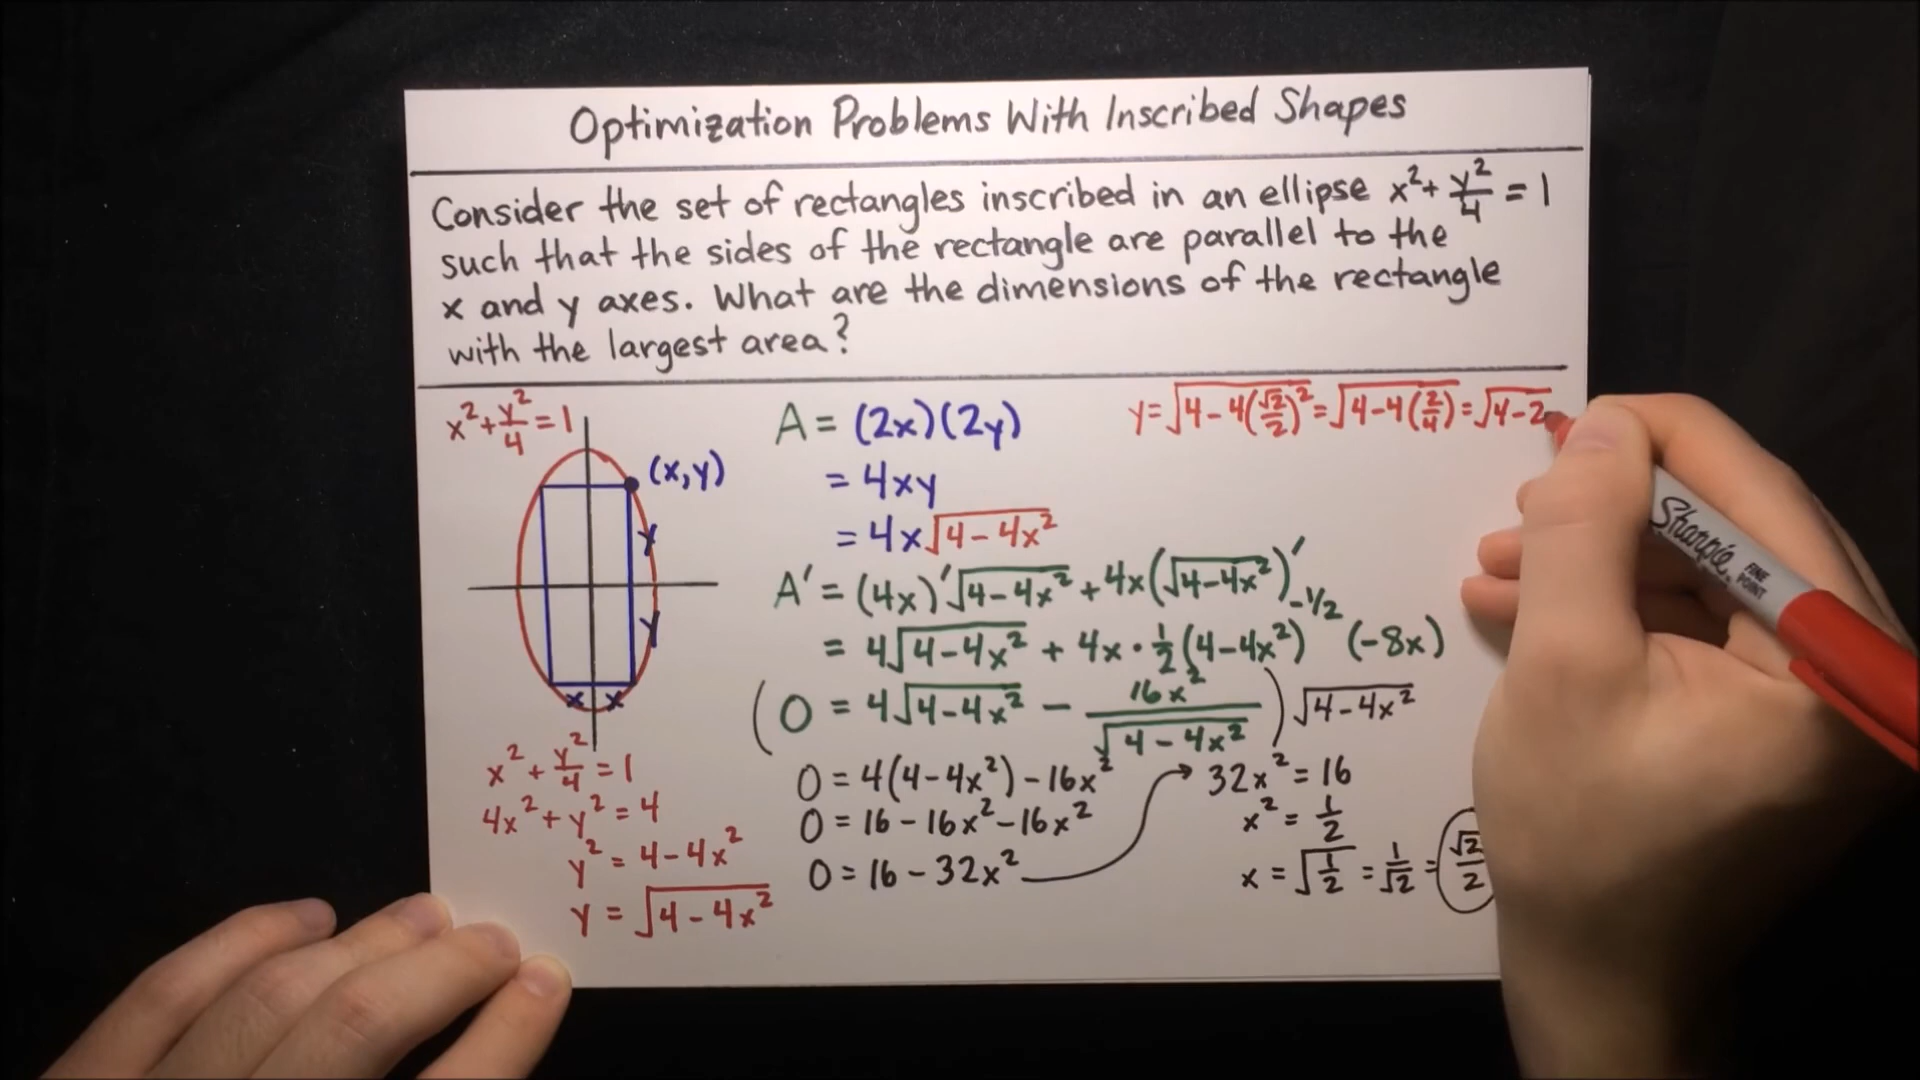 Optimization Problems With Inscribed Shapes
Consider the set of rectangles inscribed in an ellipse x² + y²/4 = 1
such that the sides of the rectangle are parallel to the
x and y axes. What are the dimensions of the rectangle
with the largest area?
x² + y²/4 = 1
(x,y)
y
y
x x
x² + y²/4 = 1
4x² + y² = 4
y² = 4 - 4x²
y = √(4 - 4x²)
A = (2x)(2y)
= 4xy
= 4x√(4 - 4x²)
A' = (4x)'√(4 - 4x²) + 4x(√(4 - 4x²))'
= 4√(4 - 4x²) + 4x · 1/2 (4 - 4x²)^(-1/2) (-8x)
(0 = 4√(4 - 4x²) - 16x²/√(4 - 4x²)) √(4 - 4x²)
0 = 4(4 - 4x²) - 16x²
0 = 16 - 16x² - 16x²
0 = 16 - 32x²
→ 32x² = 16
x² = 1/2
x = √(1/2) = 1/√2 = √2/2
y = √(4 - 4(√2/2)²) = √(4 - 4(2/4)) = √(4 - 2)
Sharpie
FINE
POINT